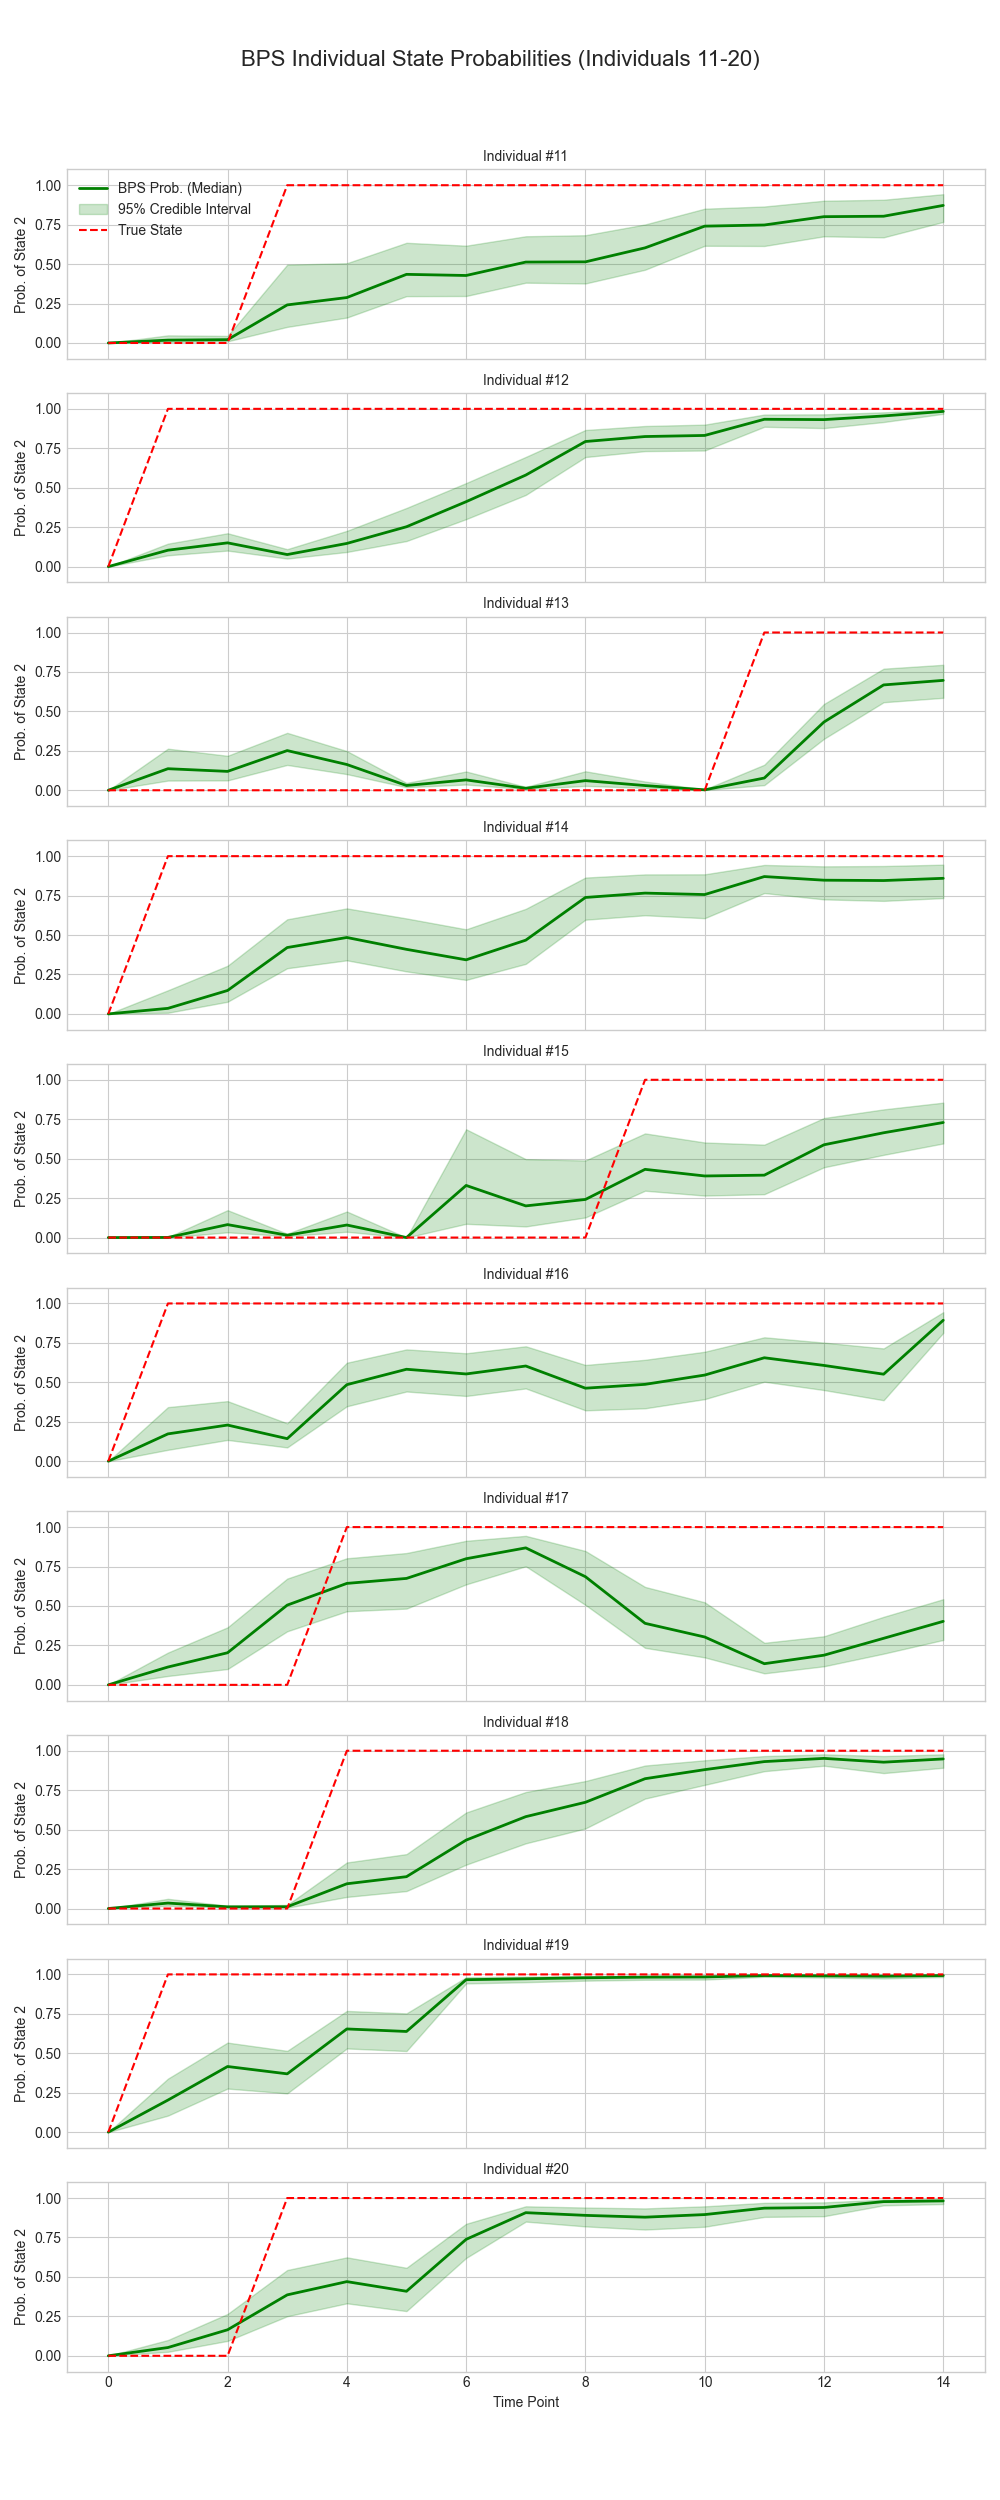 BPS Individual State Probabilities (Individuals 11-20)
Individual #11
BPS Prob. (Median)
95% Credible Interval
True State
Prob. of State 2
1.00
0.75
0.50
0.25
0.00
Individual #12
Prob. of State 2
1.00
0.75
0.50
0.25
0.00
Individual #13
Prob. of State 2
1.00
0.75
0.50
0.25
0.00
Individual #14
Prob. of State 2
1.00
0.75
0.50
0.25
0.00
Individual #15
Prob. of State 2
1.00
0.75
0.50
0.25
0.00
Individual #16
Prob. of State 2
1.00
0.75
0.50
0.25
0.00
Individual #17
Prob. of State 2
1.00
0.75
0.50
0.25
0.00
Individual #18
Prob. of State 2
1.00
0.75
0.50
0.25
0.00
Individual #19
Prob. of State 2
1.00
0.75
0.50
0.25
0.00
Individual #20
Prob. of State 2
1.00
0.75
0.50
0.25
0.00
0 2 4 6 8 10 12 14
Time Point